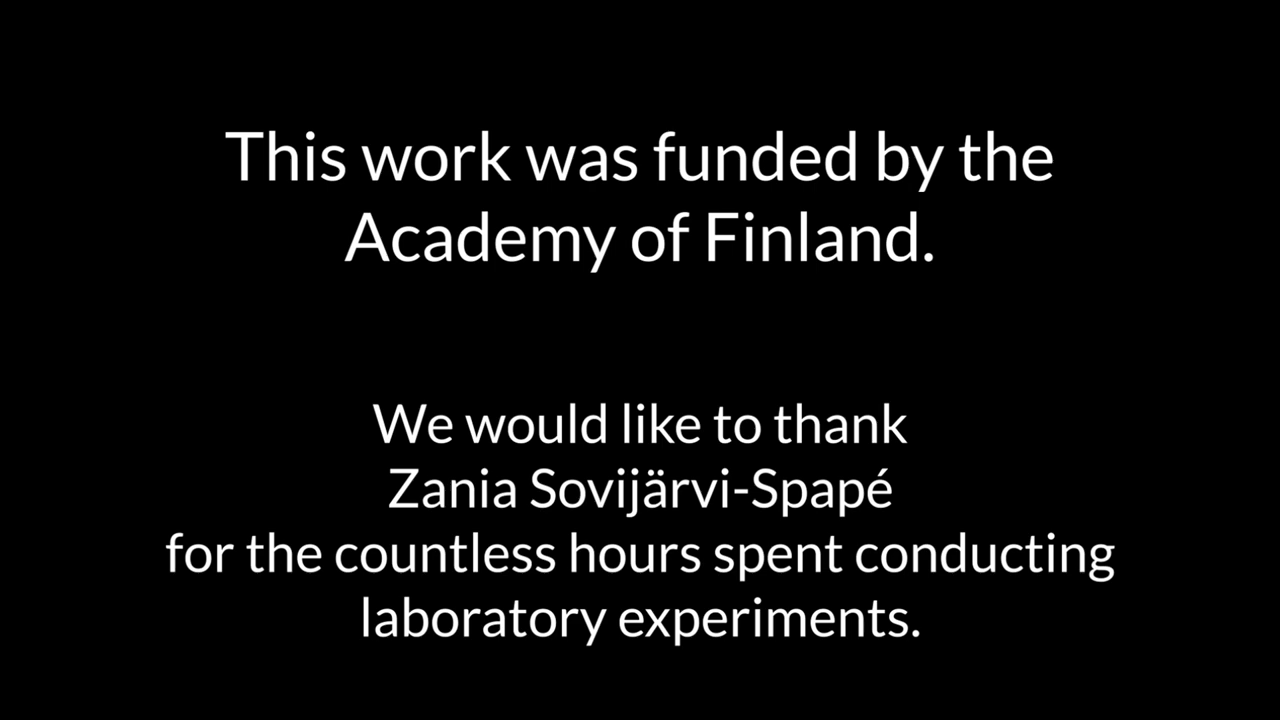 This work was funded by the
Academy of Finland.
We would like to thank
Zania Sovijärvi-Spapé
for the countless hours spent conducting
laboratory experiments.